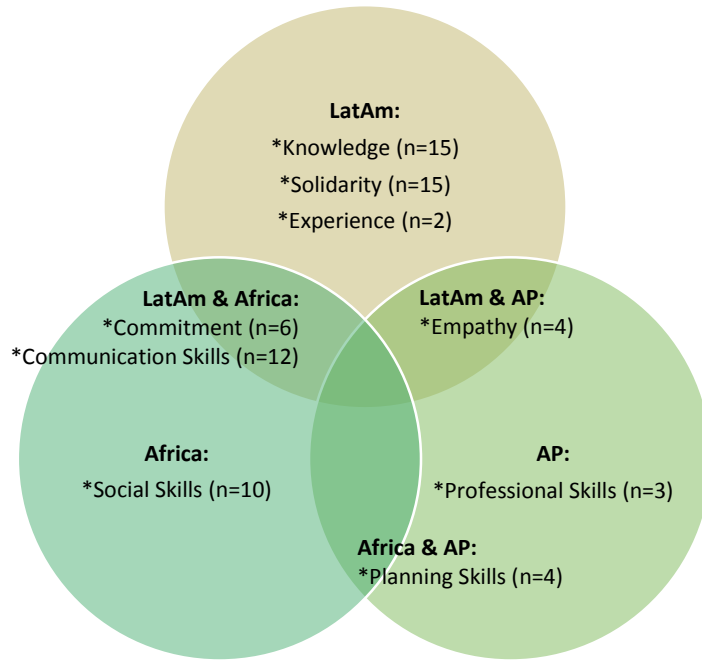 LatAm:
*Knowledge (n=15)
*Solidarity (n=15)
*Experience (n=2)
LatAm & Africa:
*Commitment (n=6)
*Communication Skills (n=12)
LatAm & AP:
*Empathy (n=4)
Africa:
*Social Skills (n=10)
AP:
*Professional Skills (n=3)
Africa & AP:
*Planning Skills (n=4)